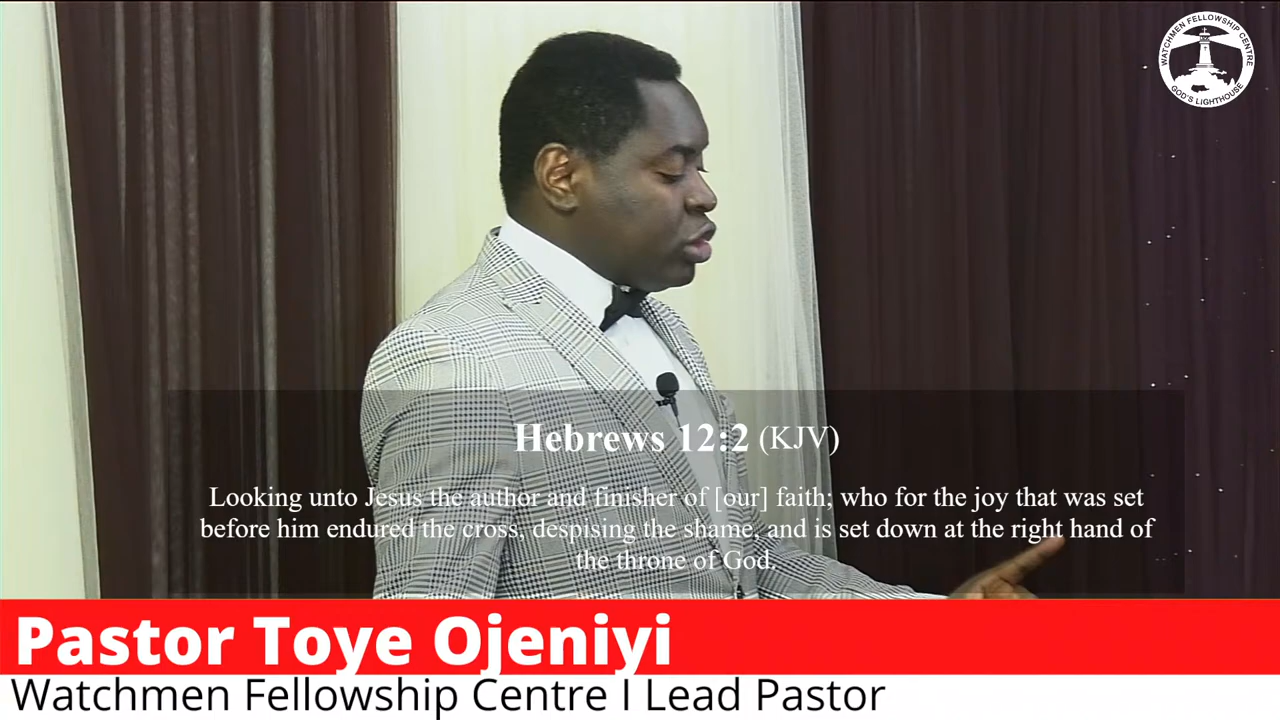 WATCHMEN FELLOWSHIP CENTRE
GOD'S LIGHTHOUSE
Hebrews 12:2 (KJV)
Looking unto Jesus the author and finisher of [our] faith; who for the joy that was set
before him endured the cross, despising the shame, and is set down at the right hand of
the throne of God.
Pastor Toye Ojeniyi
Watchmen Fellowship Centre I Lead Pastor